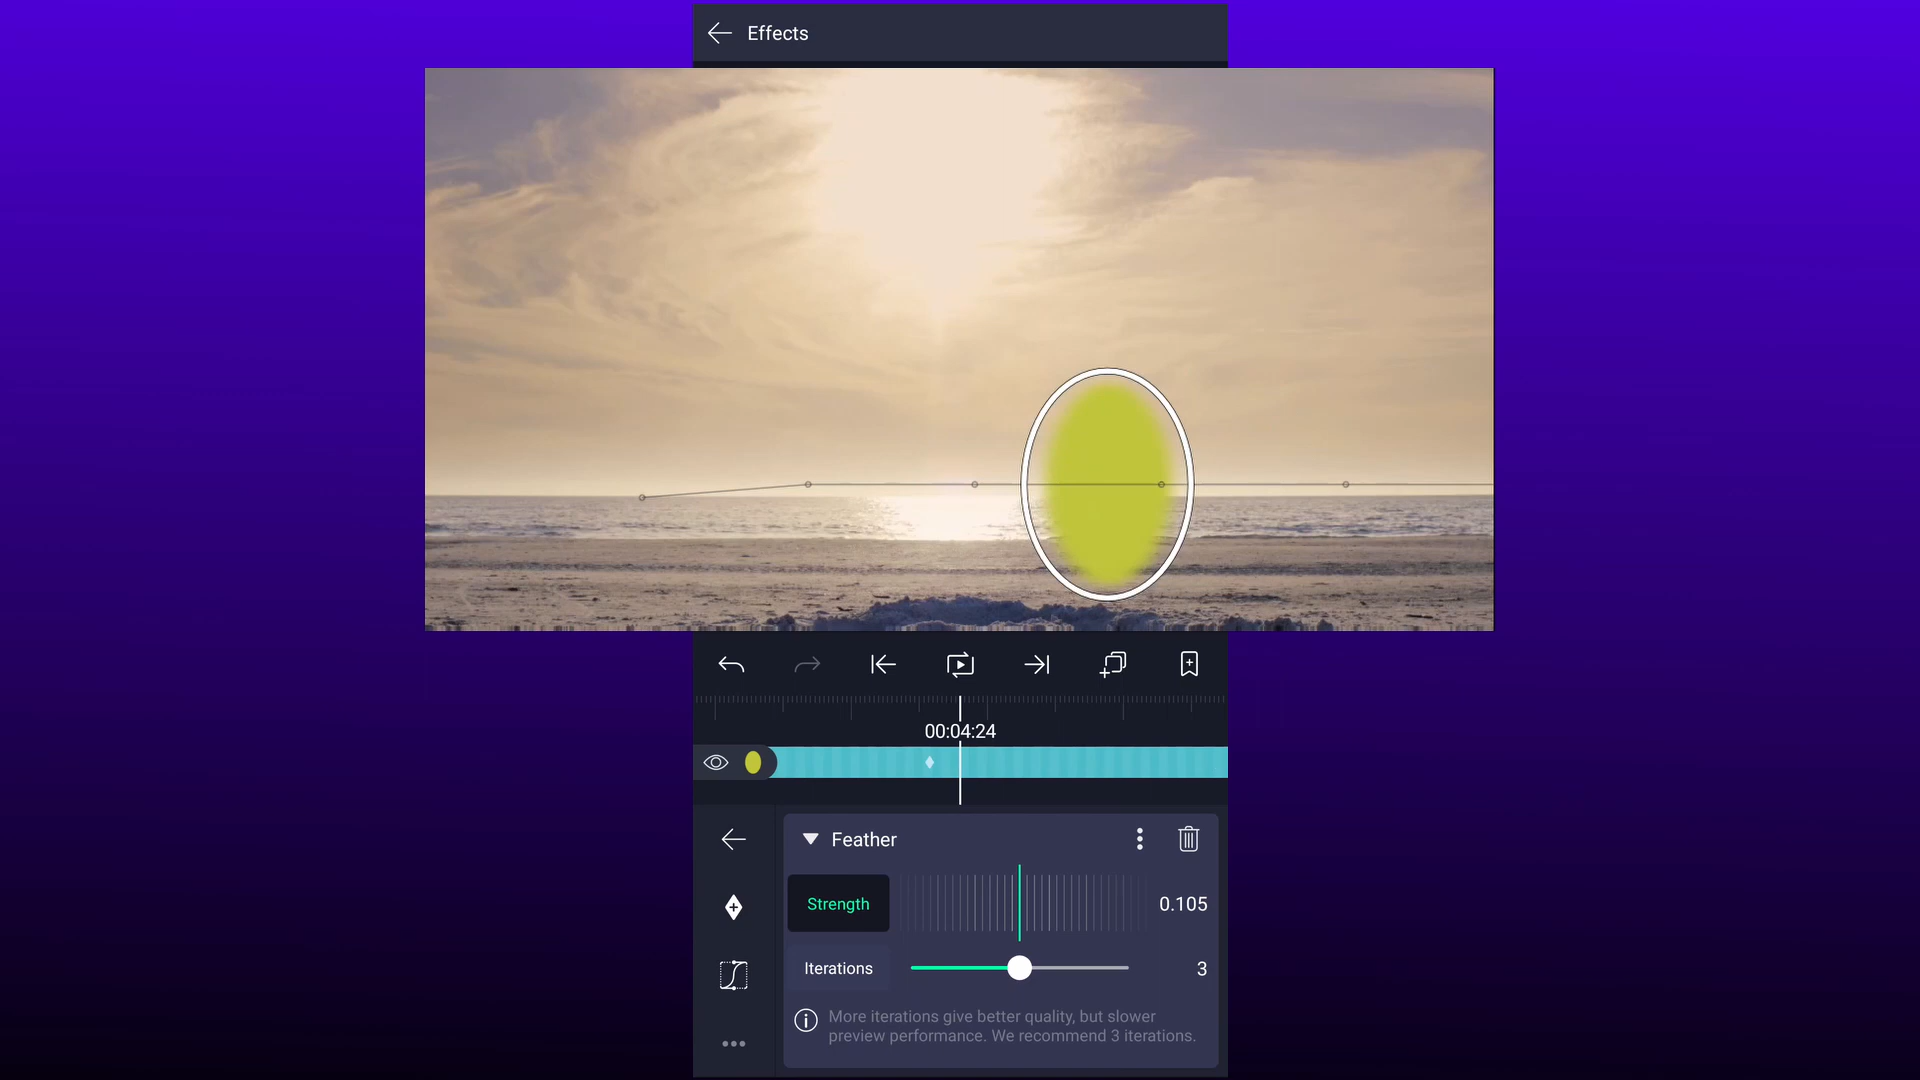 Effects
00:04:24
Feather
Strength
0.105
Iterations
3
More iterations give better quality, but slower
preview performance. We recommend 3 iterations.